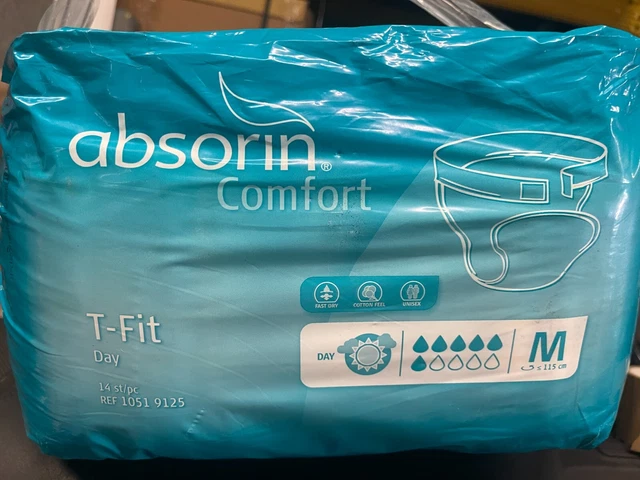 absorin®
Comfort
FAST DRY COTTON FEEL UNISEX
T-Fit
Day
14 st/pc
REF 1051 9125
DAY
M
≤ 115 cm